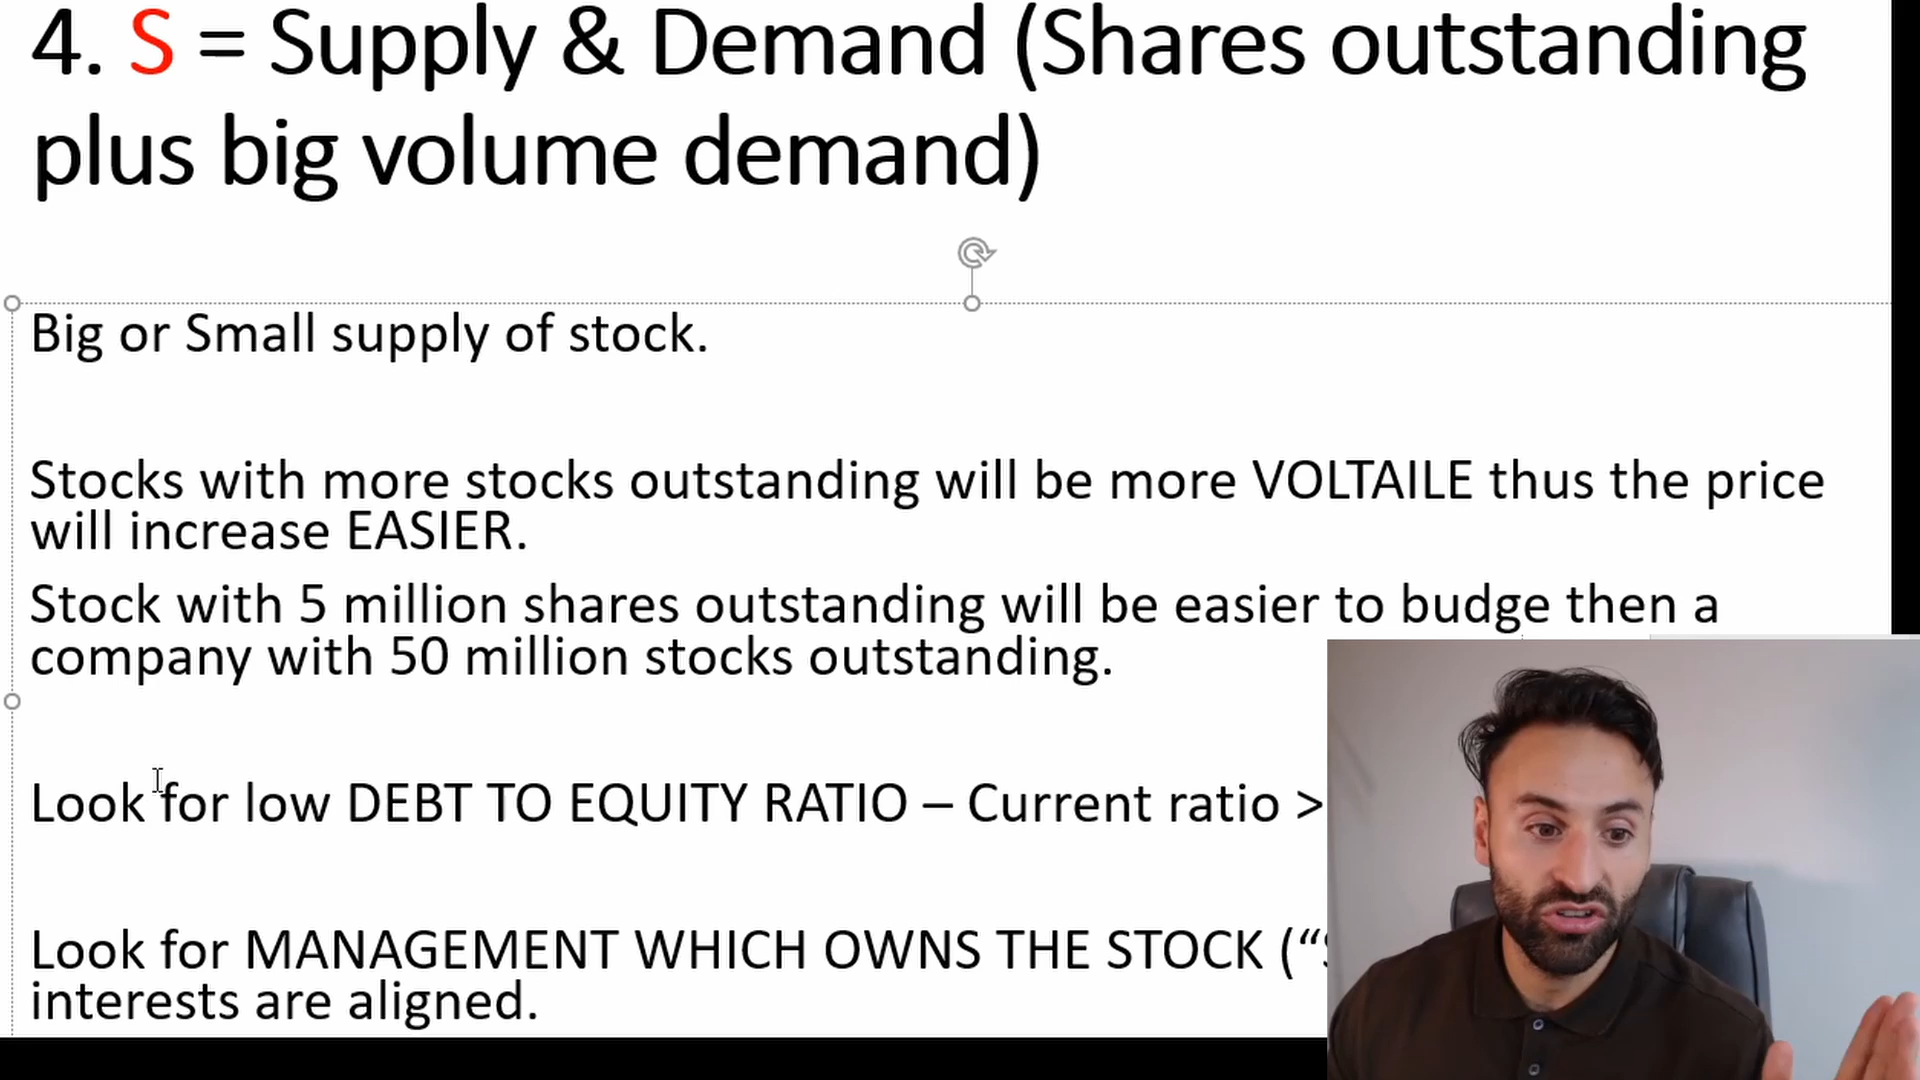 4. S = Supply & Demand (Shares outstanding
plus big volume demand)
Big or Small supply of stock.
Stocks with more stocks outstanding will be more VOLTAILE thus the price
will increase EASIER.
Stock with 5 million shares outstanding will be easier to budge then a
company with 50 million stocks outstanding.
Look for low DEBT TO EQUITY RATIO – Current ratio >
Look for MANAGEMENT WHICH OWNS THE STOCK (“
interests are aligned.